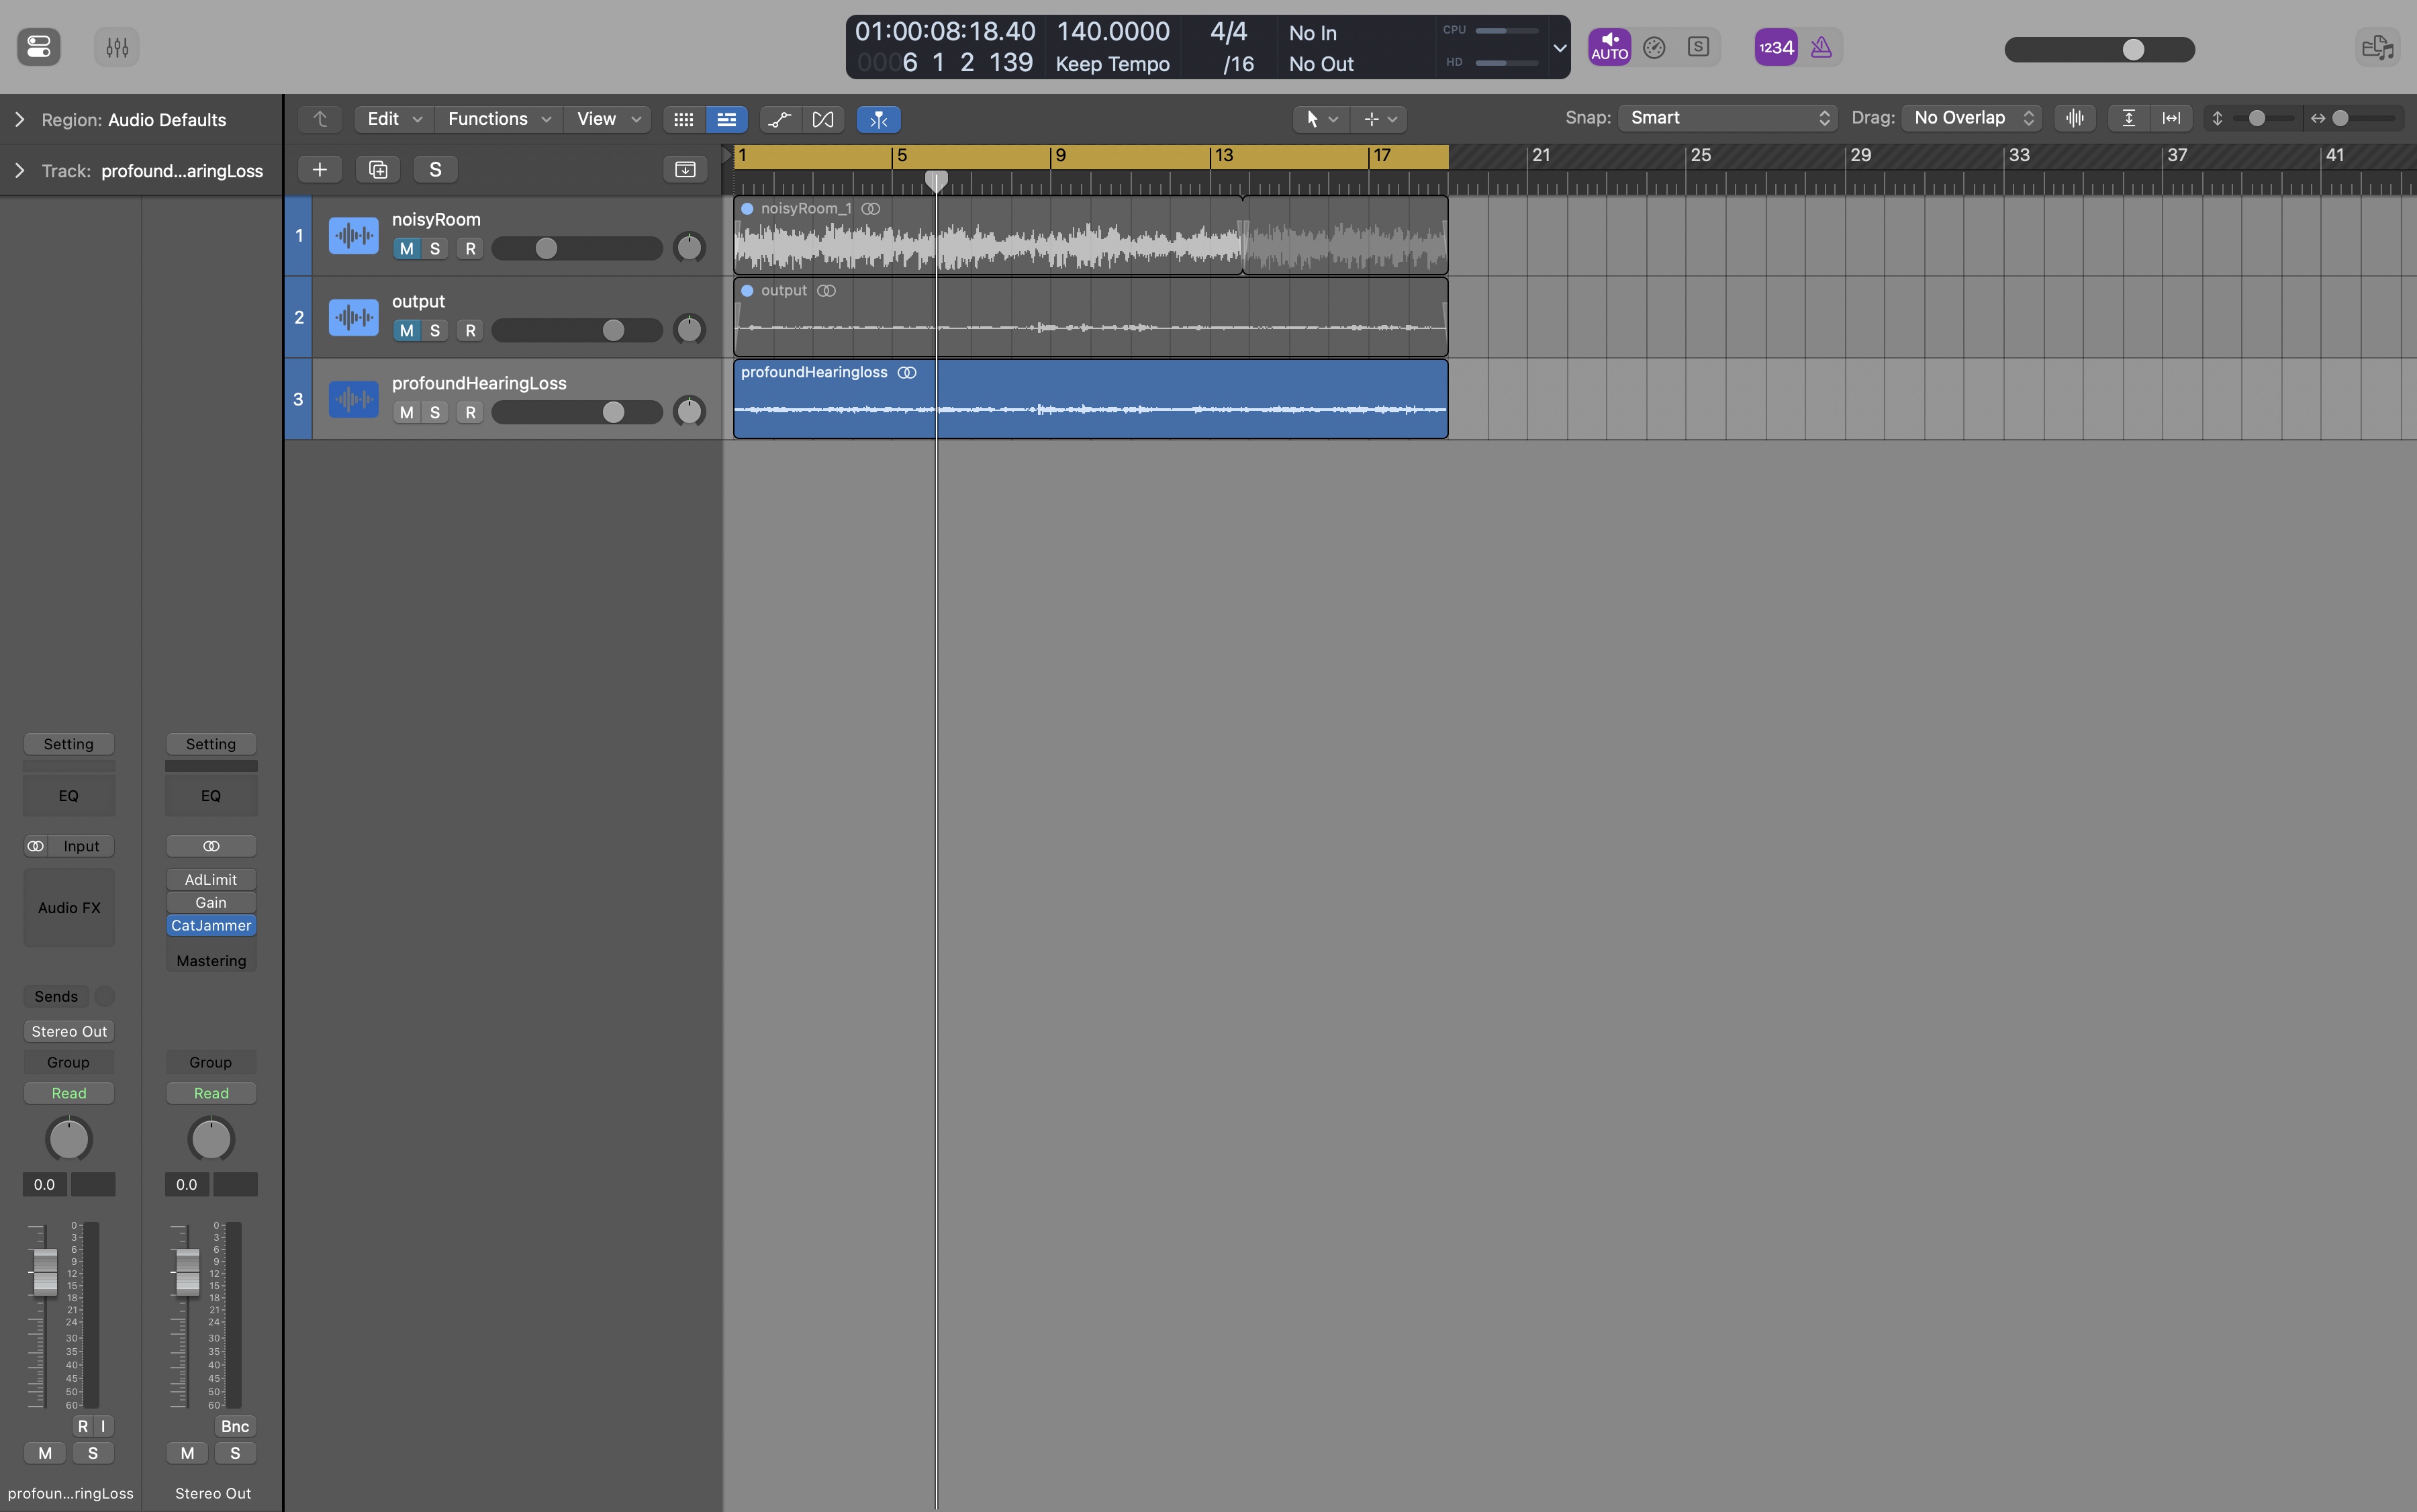 01:00:08:18.40 140.0000 4/4 No In CPU
0006 1 2 139 Keep Tempo /16 No Out HD
AUTO S 1234
Region: Audio Defaults
Edit Functions View Snap: Smart Drag: No Overlap
Track: profound...aringLoss
S
1 5 9 13 17 21 25 29 33 37 41
1 noisyRoom
M S R
noisyRoom_1
2 output
M S R
output
3 profoundHearingLoss
M S R
profoundHearingloss
Setting Setting
EQ EQ
Input
Audio FX
AdLimit
Gain
CatJammer
Mastering
Sends
Stereo Out
Group Group
Read Read
0.0 0.0
0 0
3 3
6 6
9 9
12 12
15 15
18 18
21 21
24 24
30 30
35 35
40 40
45 45
50 50
60 60
R I Bnc
M S M S
profoun...ringLoss Stereo Out